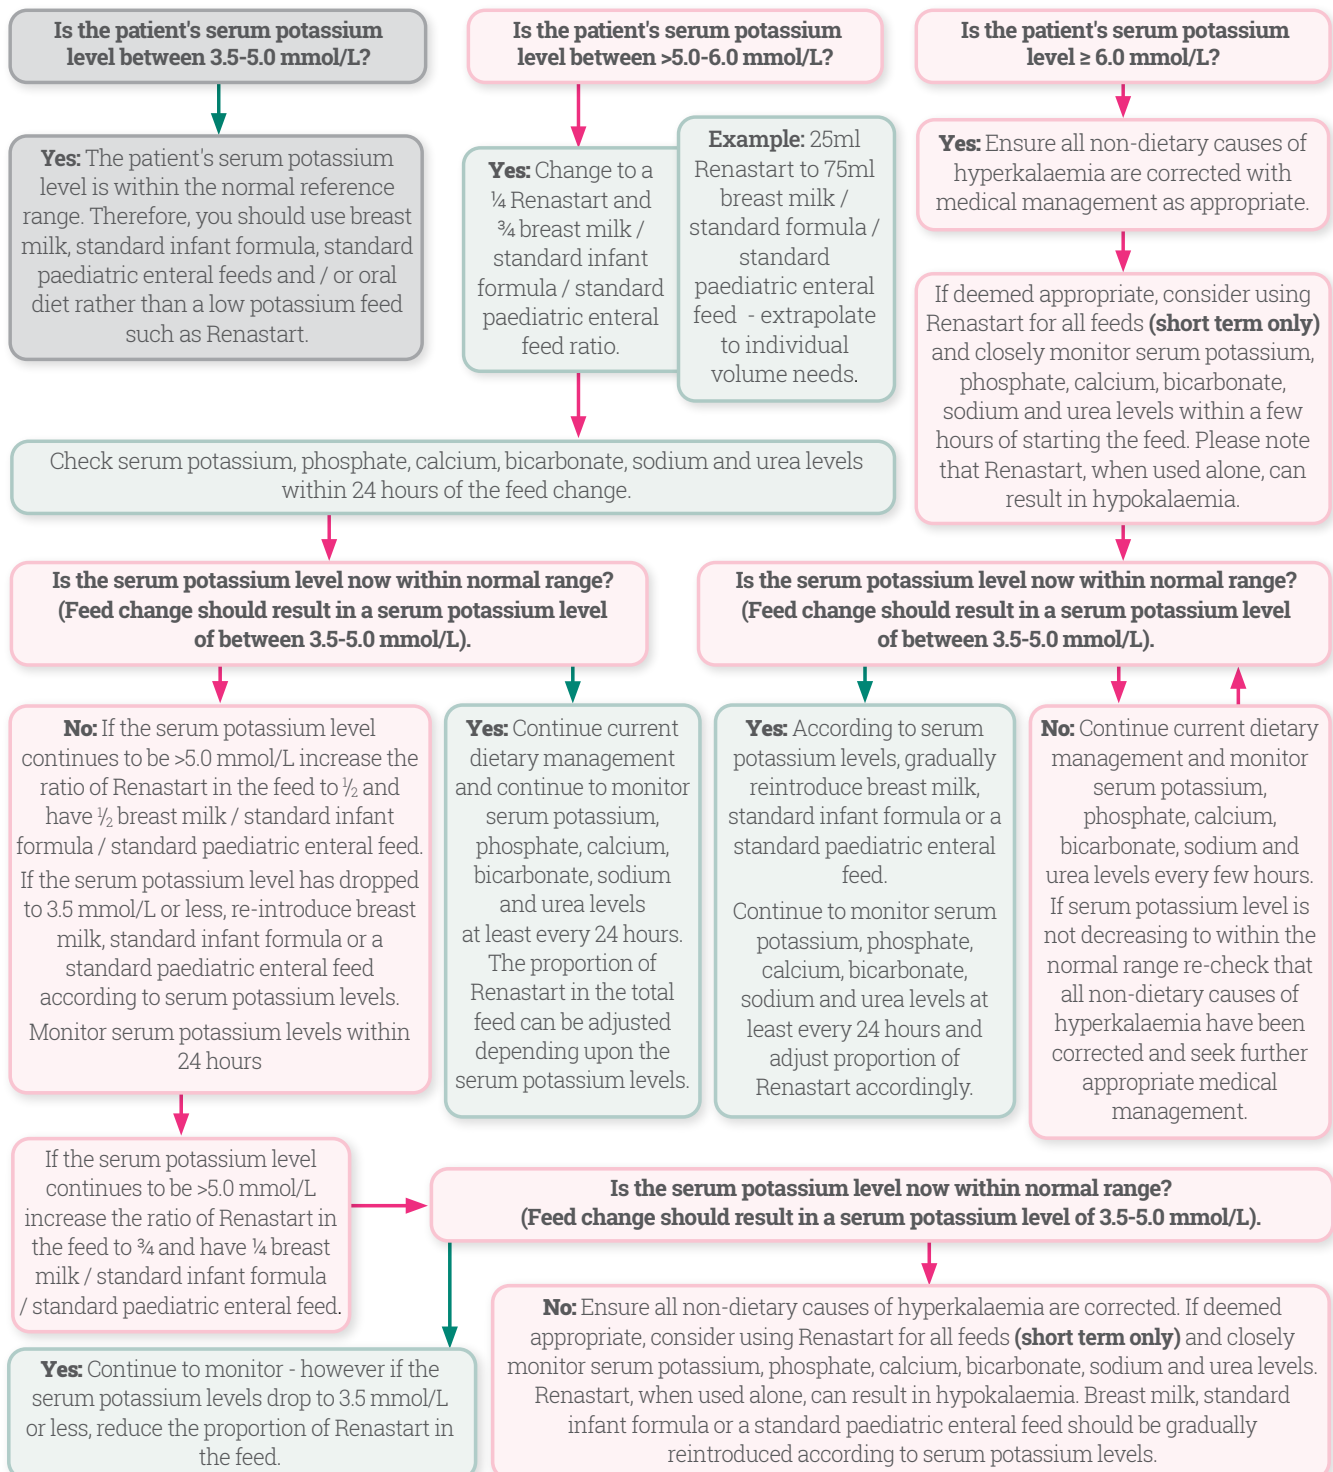 Is the patient's serum potassium
level between 3.5-5.0 mmol/L?
Yes: The patient's serum potassium
level is within the normal reference
range. Therefore, you should use breast
milk, standard infant formula, standard
paediatric enteral feeds and / or oral
diet rather than a low potassium feed
such as Renastart.
Is the patient's serum potassium
level between >5.0-6.0 mmol/L?
Yes: Change to a
¼ Renastart and
¾ breast milk /
standard infant
formula / standard
paediatric enteral
feed ratio.
Example: 25ml
Renastart to 75ml
breast milk /
standard formula /
standard
paediatric enteral
feed - extrapolate
to individual
volume needs.
Is the patient's serum potassium
level ≥ 6.0 mmol/L?
Yes: Ensure all non-dietary causes of
hyperkalaemia are corrected with
medical management as appropriate.
If deemed appropriate, consider using
Renastart for all feeds (short term only)
and closely monitor serum potassium,
phosphate, calcium, bicarbonate,
sodium and urea levels within a few
hours of starting the feed. Please note
that Renastart, when used alone, can
result in hypokalaemia.
Check serum potassium, phosphate, calcium, bicarbonate, sodium and urea levels
within 24 hours of the feed change.
Is the serum potassium level now within normal range?
(Feed change should result in a serum potassium level
of between 3.5-5.0 mmol/L).
Is the serum potassium level now within normal range?
(Feed change should result in a serum potassium level
of between 3.5-5.0 mmol/L).
No: If the serum potassium level
continues to be >5.0 mmol/L increase the
ratio of Renastart in the feed to ½ and
have ½ breast milk / standard infant
formula / standard paediatric enteral feed.
If the serum potassium level has dropped
to 3.5 mmol/L or less, re-introduce breast
milk, standard infant formula or a
standard paediatric enteral feed
according to serum potassium levels.
Monitor serum potassium levels within
24 hours
Yes: Continue current
dietary management
and continue to monitor
serum potassium,
phosphate, calcium,
bicarbonate, sodium
and urea levels
at least every 24 hours.
The proportion of
Renastart in the total
feed can be adjusted
depending upon the
serum potassium levels.
Yes: According to serum
potassium levels, gradually
reintroduce breast milk,
standard infant formula or a
standard paediatric enteral
feed.
Continue to monitor serum
potassium, phosphate,
calcium, bicarbonate,
sodium and urea levels at
least every 24 hours and
adjust proportion of
Renastart accordingly.
No: Continue current dietary
management and monitor
serum potassium,
phosphate, calcium,
bicarbonate, sodium and
urea levels every few hours.
If serum potassium level is
not decreasing to within the
normal range re-check that
all non-dietary causes of
hyperkalaemia have been
corrected and seek further
appropriate medical
management.
If the serum potassium level
continues to be >5.0 mmol/L
increase the ratio of Renastart in
the feed to ¾ and have ¼ breast
milk / standard infant formula
/ standard paediatric enteral feed.
Is the serum potassium level now within normal range?
(Feed change should result in a serum potassium level of 3.5-5.0 mmol/L).
Yes: Continue to monitor - however if the
serum potassium levels drop to 3.5 mmol/L
or less, reduce the proportion of Renastart in
the feed.
No: Ensure all non-dietary causes of hyperkalaemia are corrected. If deemed
appropriate, consider using Renastart for all feeds (short term only) and closely
monitor serum potassium, phosphate, calcium, bicarbonate, sodium and urea levels.
Renastart, when used alone, can result in hypokalaemia. Breast milk, standard
infant formula or a standard paediatric enteral feed should be gradually
reintroduced according to serum potassium levels.